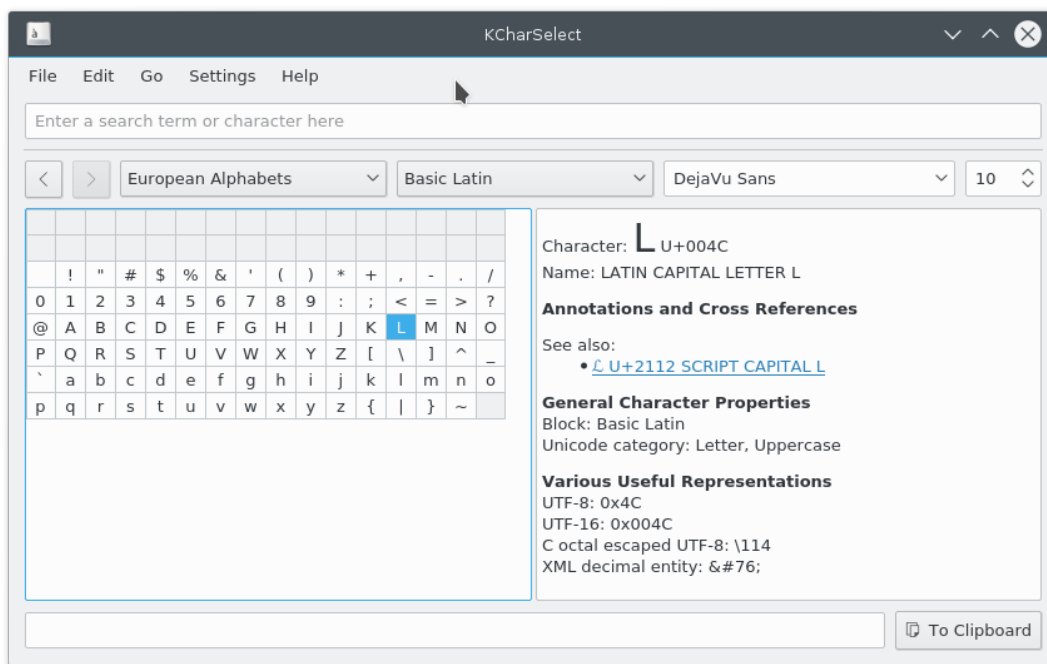 KCharSelect
File Edit Go Settings Help
Enter a search term or character here
European Alphabets Basic Latin DejaVu Sans 10
! " # $ % & ' ( ) * + , - . /
0 1 2 3 4 5 6 7 8 9 : ; < = > ?
@ A B C D E F G H I J K L M N O
P Q R S T U V W X Y Z [ \ ] ^ _
` a b c d e f g h i j k l m n o
p q r s t u v w x y z { | } ~
Character: L U+004C
Name: LATIN CAPITAL LETTER L
Annotations and Cross References
See also:
• ℒ U+2112 SCRIPT CAPITAL L
General Character Properties
Block: Basic Latin
Unicode category: Letter, Uppercase
Various Useful Representations
UTF-8: 0x4C
UTF-16: 0x004C
C octal escaped UTF-8: \114
XML decimal entity: &#76;
To Clipboard